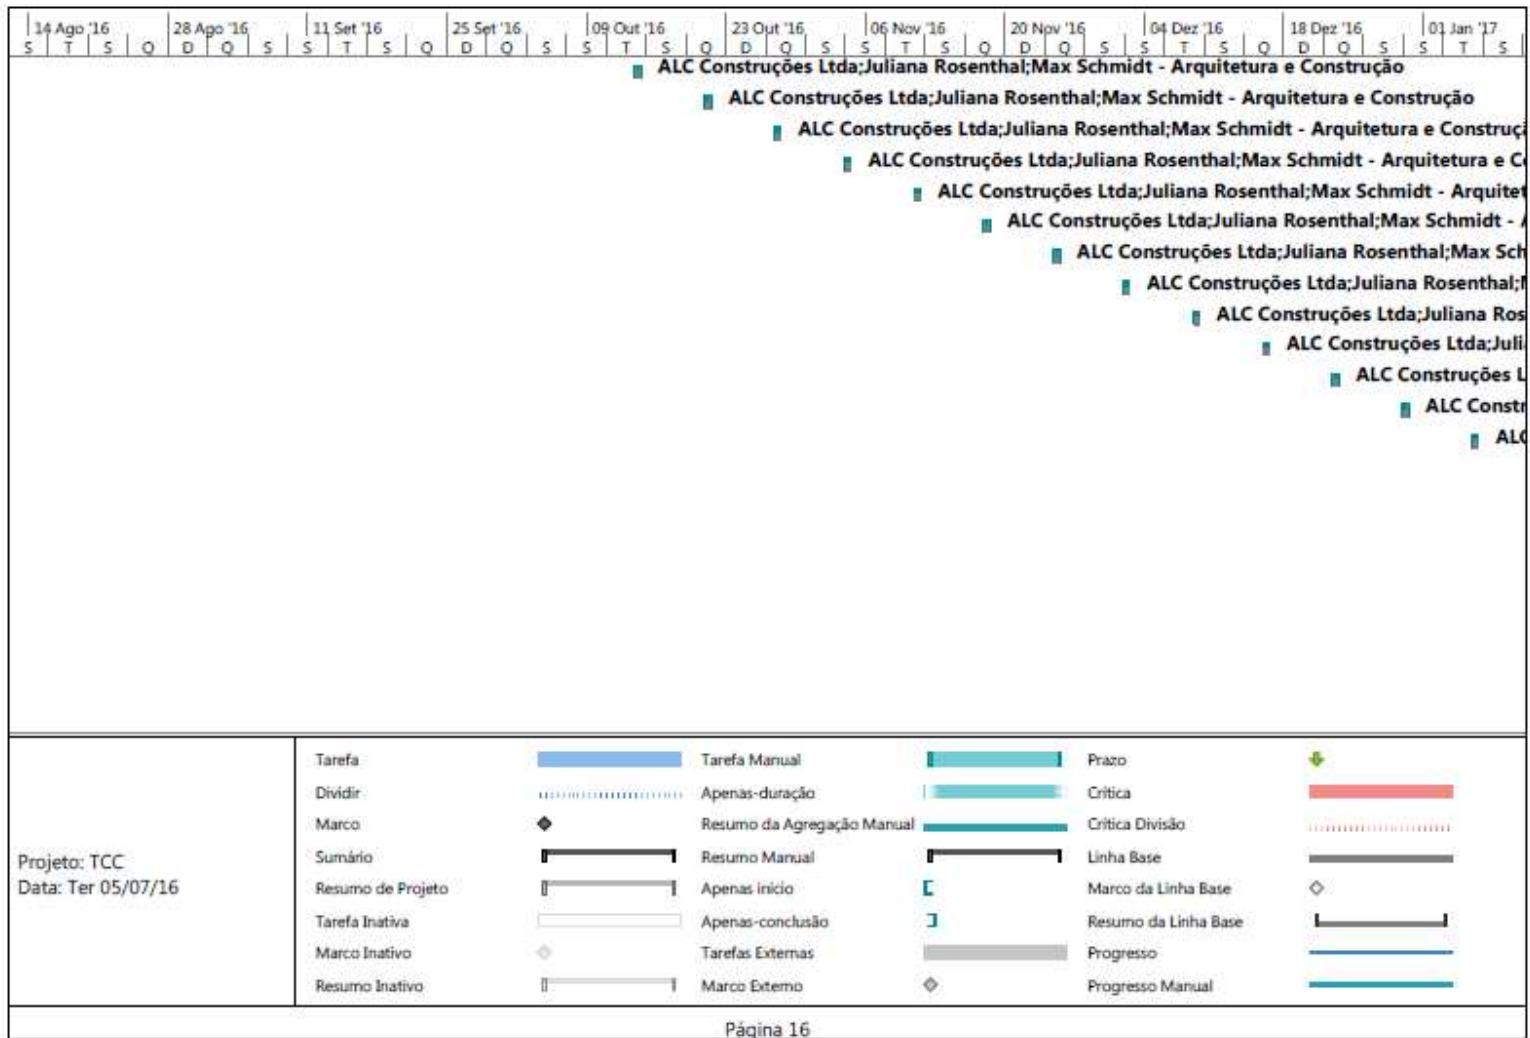 14 Ago '16 28 Ago '16 11 Set '16 25 Set '16 09 Out '16 23 Out '16 06 Nov '16 20 Nov '16 04 Dez '16 18 Dez '16 01 Jan '17
S T S Q D Q S S T S Q D Q S S T S Q D Q S S T S Q D Q S S T S Q D Q S S T S
ALC Construções Ltda;Juliana Rosenthal;Max Schmidt - Arquitetura e Construção
ALC Construções Ltda;Juliana Rosenthal;Max Schmidt - Arquitetura e Construção
ALC Construções Ltda;Juliana Rosenthal;Max Schmidt - Arquitetura e Construçã
ALC Construções Ltda;Juliana Rosenthal;Max Schmidt - Arquitetura e C
ALC Construções Ltda;Juliana Rosenthal;Max Schmidt - Arquitet
ALC Construções Ltda;Juliana Rosenthal;Max Schmidt -
ALC Construções Ltda;Juliana Rosenthal;Max Sch
ALC Construções Ltda;Juliana Rosenthal;
ALC Construções Ltda;Juliana Ros
ALC Construções Ltda;Juli
ALC Construções L
ALC Constr
ALC
Projeto: TCC
Data: Ter 05/07/16
Tarefa
Dividir
Marco
Sumário
Resumo de Projeto
Tarefa Inativa
Marco Inativo
Resumo Inativo
Tarefa Manual
Apenas-duração
Resumo da Agregação Manual
Resumo Manual
Apenas início
Apenas-conclusão
Tarefas Externas
Marco Externo
Prazo
Crítica
Crítica Divisão
Linha Base
Marco da Linha Base
Resumo da Linha Base
Progresso
Progresso Manual
Página 16